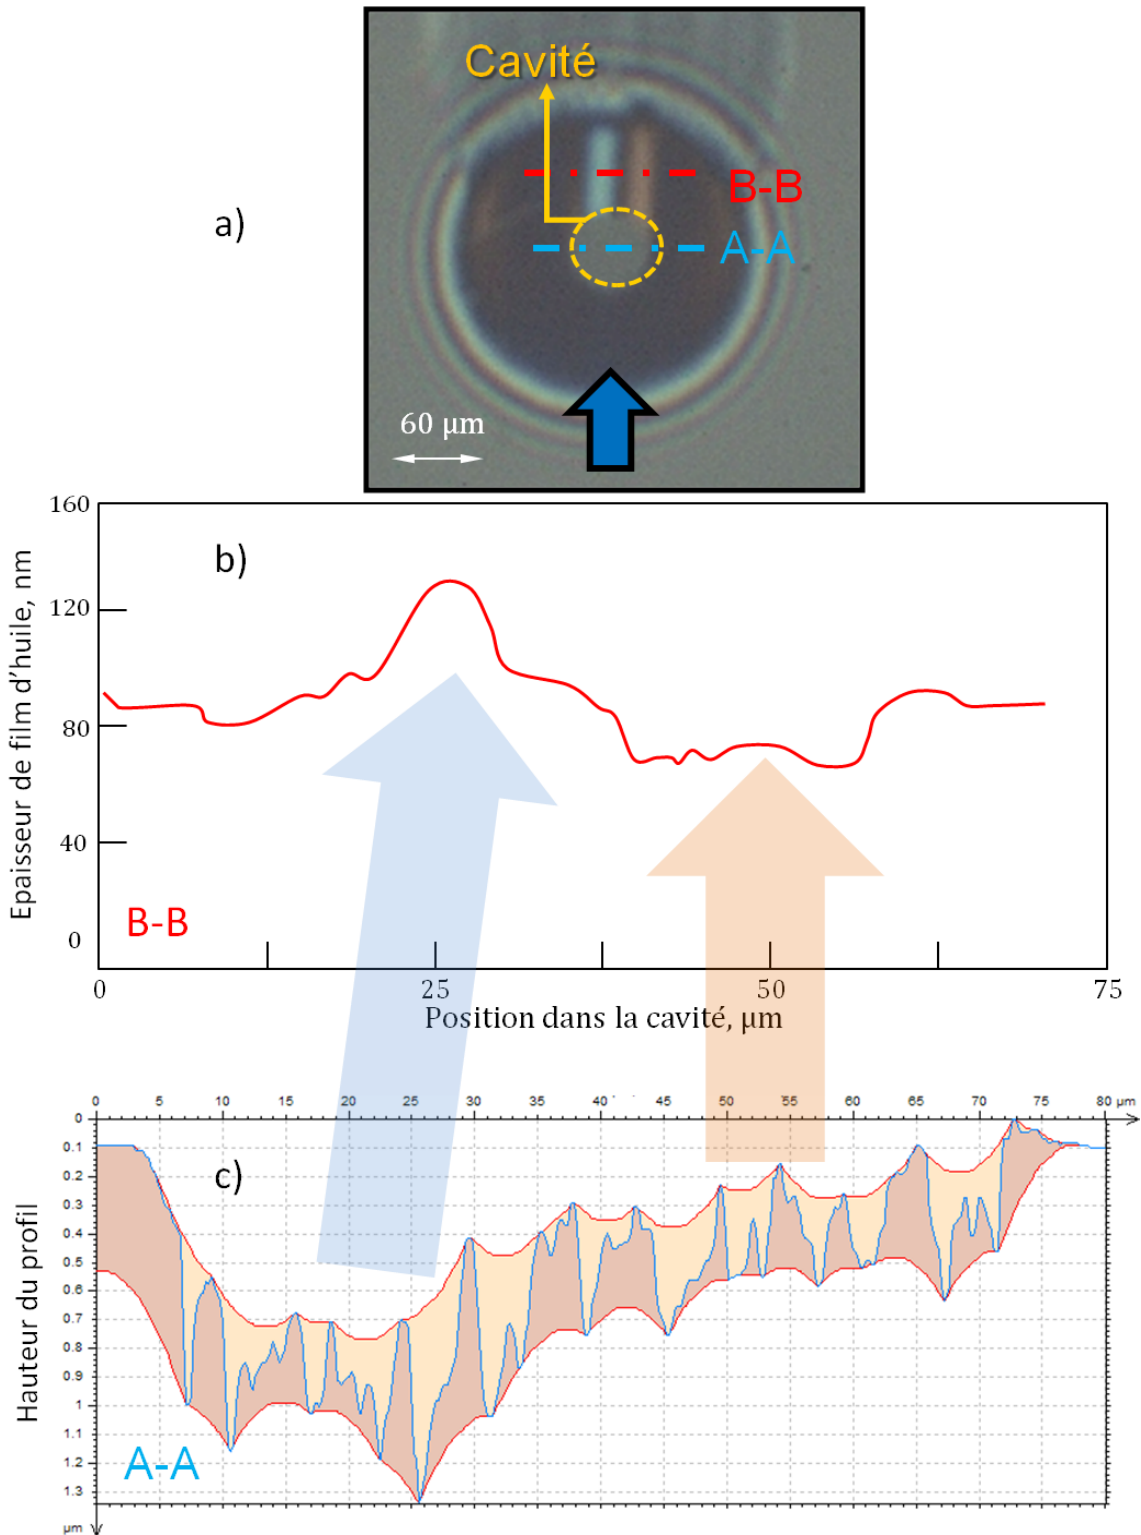 Cavité
B-B
A-A
a)
60 µm
160
120
80
40
0
Epaisseur de film d'huile, nm
b)
B-B
0
25
50
75
Position dans la cavité, µm
0 5 10 15 20 25 30 35 40 45 50 55 60 65 70 75 80 µm
0
0.1
0.2
0.3
0.4
0.5
0.6
0.7
0.8
0.9
1
1.1
1.2
1.3
µm
Hauteur du profil
c)
A-A